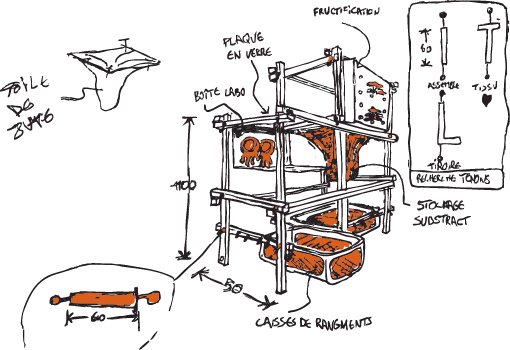 FRUCTIFICATION
PLAQUE
EN VERRE
BOITE LABO
TOILE
DE
JUTE
1100
60
ASSEMBLE
TISSU
TIROIRE
RECHERCHE TENONS
STOCKAGE
SUBSTRACT
50
60
CAISSES DE RANGMENTS